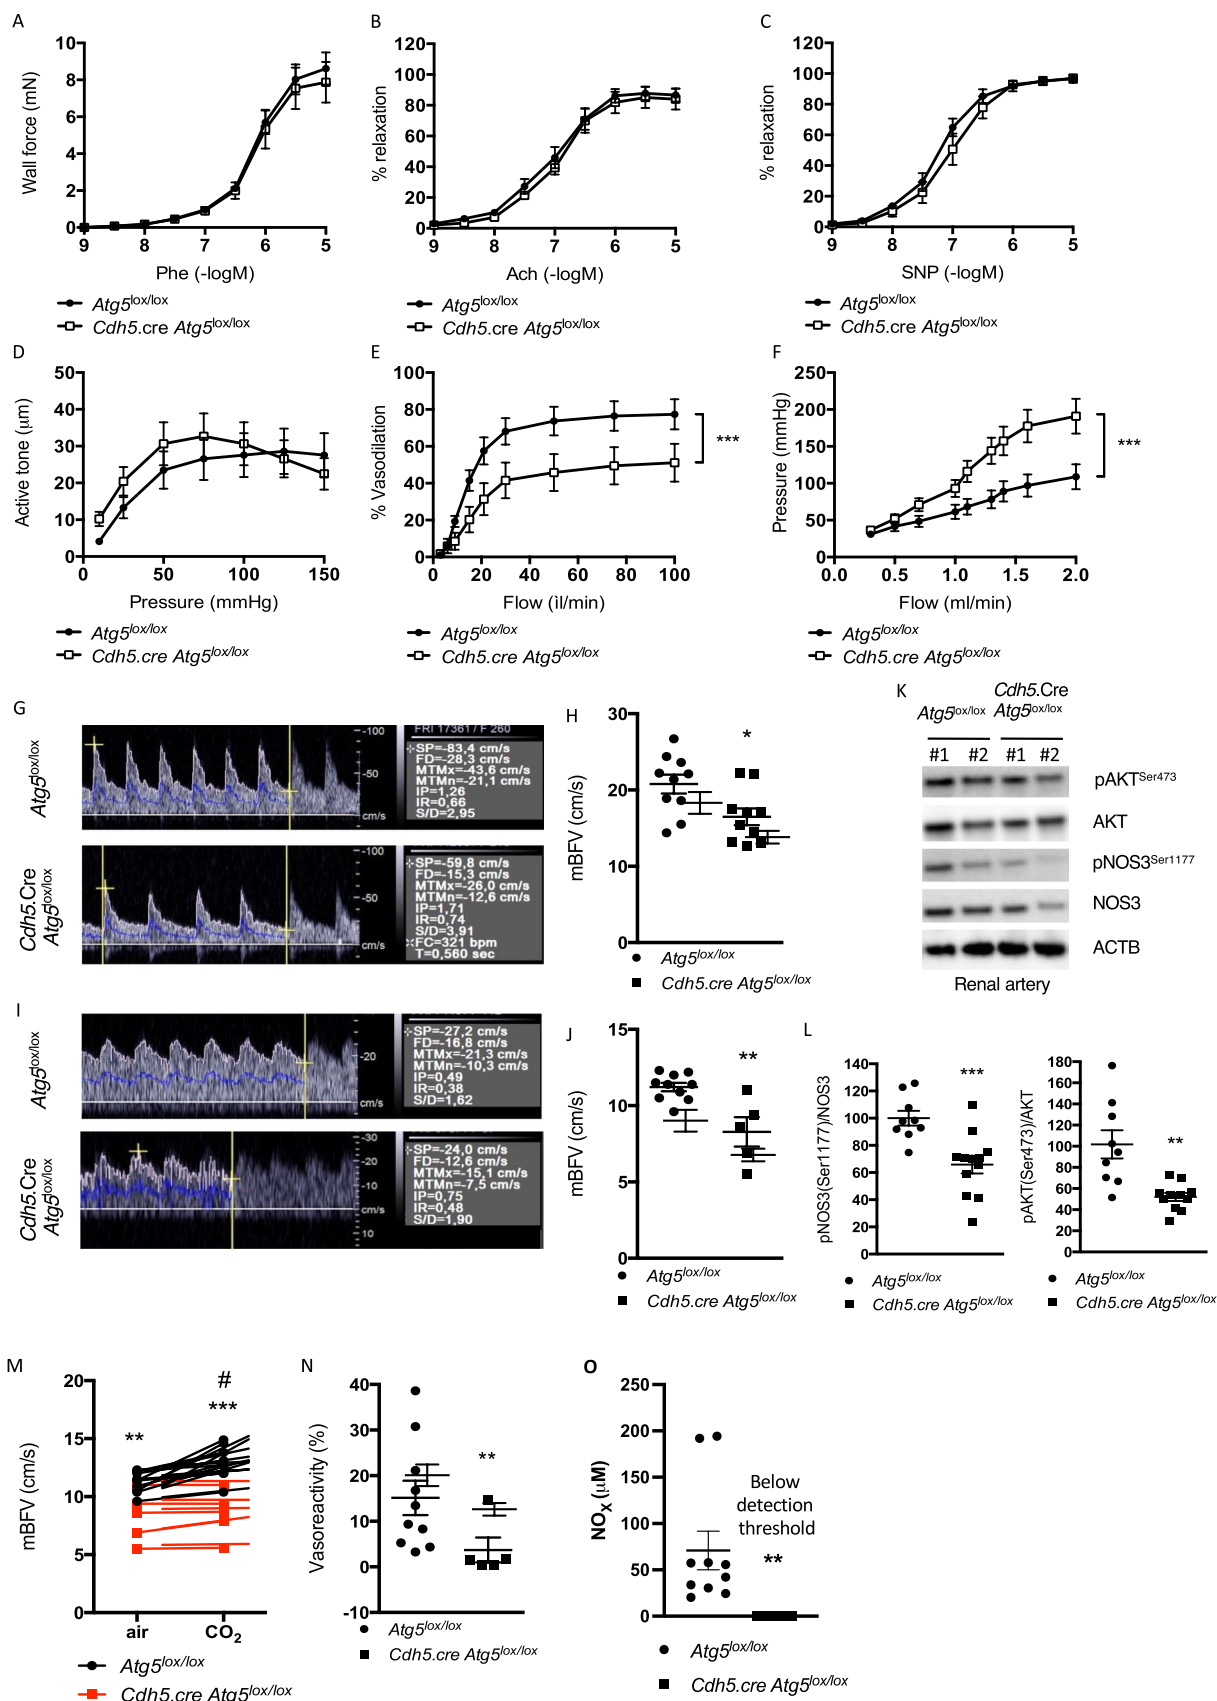 A
B
C
10
8
6
4
2
0
Wall force (mN)
9 8 7 6 5
Phe (-logM)
Atg5lox/lox
Cdh5.cre Atg5lox/lox
120
100
80
60
40
20
0
% relaxation
9 8 7 6 5
Ach (-logM)
Atg5lox/lox
Cdh5.cre Atg5lox/lox
120
100
80
60
40
20
0
% relaxation
9 8 7 6 5
SNP (-logM)
Atg5lox/lox
Cdh5.cre Atg5lox/lox
D
E
F
50
40
30
20
10
0
Active tone (µm)
0 50 100 150
Pressure (mmHg)
Atg5lox/lox
Cdh5.cre Atg5lox/lox
100
80
60
40
20
0
% Vasodilation
***
0 20 40 60 80 100
Flow (ìl/min)
Atg5lox/lox
Cdh5.cre Atg5lox/lox
250
200
150
100
50
0
Pressure (mmHg)
***
0.0 0.5 1.0 1.5 2.0
Flow (ml/min)
Atg5lox/lox
Cdh5.cre Atg5lox/lox
G
Atg5lox/lox
-100
-50
cm/s
FRI 17361 / F 260
SP=-83,4 cm/s
FD=-28,3 cm/s
MTMx=-43,6 cm/s
MTMn=-21,1 cm/s
IP=1,26
IR=0,66
S/D=2,95
Cdh5.Cre
Atg5lox/lox
-100
-50
cm/s
SP=-59,8 cm/s
FD=-15,3 cm/s
MTMx=-26,0 cm/s
MTMn=-12,6 cm/s
IP=1,71
IR=0,74
S/D=3,91
FC=321 bpm
T=0,560 sec
H
30
20
10
0
mBFV (cm/s)
*
Atg5lox/lox
Cdh5.cre Atg5lox/lox
K
Cdh5.Cre
Atg5lox/lox Atg5lox/lox
#1 #2 #1 #2
pAKTSer473
AKT
pNOS3Ser1177
NOS3
ACTB
Renal artery
I
Atg5lox/lox
-20
cm/s
SP=-27,2 cm/s
FD=-16,8 cm/s
MTMx=-21,3 cm/s
MTMn=-10,3 cm/s
IP=0,49
IR=0,38
S/D=1,62
Cdh5.Cre
Atg5lox/lox
-30
-20
-10
cm/s
10
SP=-24,0 cm/s
FD=-12,6 cm/s
MTMx=-15,1 cm/s
MTMn=-7,5 cm/s
IP=0,75
IR=0,48
S/D=1,90
J
15
10
5
0
mBFV (cm/s)
**
Atg5lox/lox
Cdh5.cre Atg5lox/lox
L
140
120
100
80
60
40
20
0
pNOS3(Ser1177)/NOS3
***
Atg5lox/lox
Cdh5.cre Atg5lox/lox
180
160
140
120
100
80
60
40
20
0
pAKT(Ser473)/AKT
**
Atg5lox/lox
Cdh5.cre Atg5lox/lox
M
20
15
10
5
0
mBFV (cm/s)
**
#
***
air CO2
Atg5lox/lox
Cdh5.cre Atg5lox/lox
N
40
30
20
10
0
-10
Vasoreactivity (%)
**
Atg5lox/lox
Cdh5.cre Atg5lox/lox
O
250
200
150
100
50
0
NOX (µM)
Below
detection
threshold
**
Atg5lox/lox
Cdh5.cre Atg5lox/lox